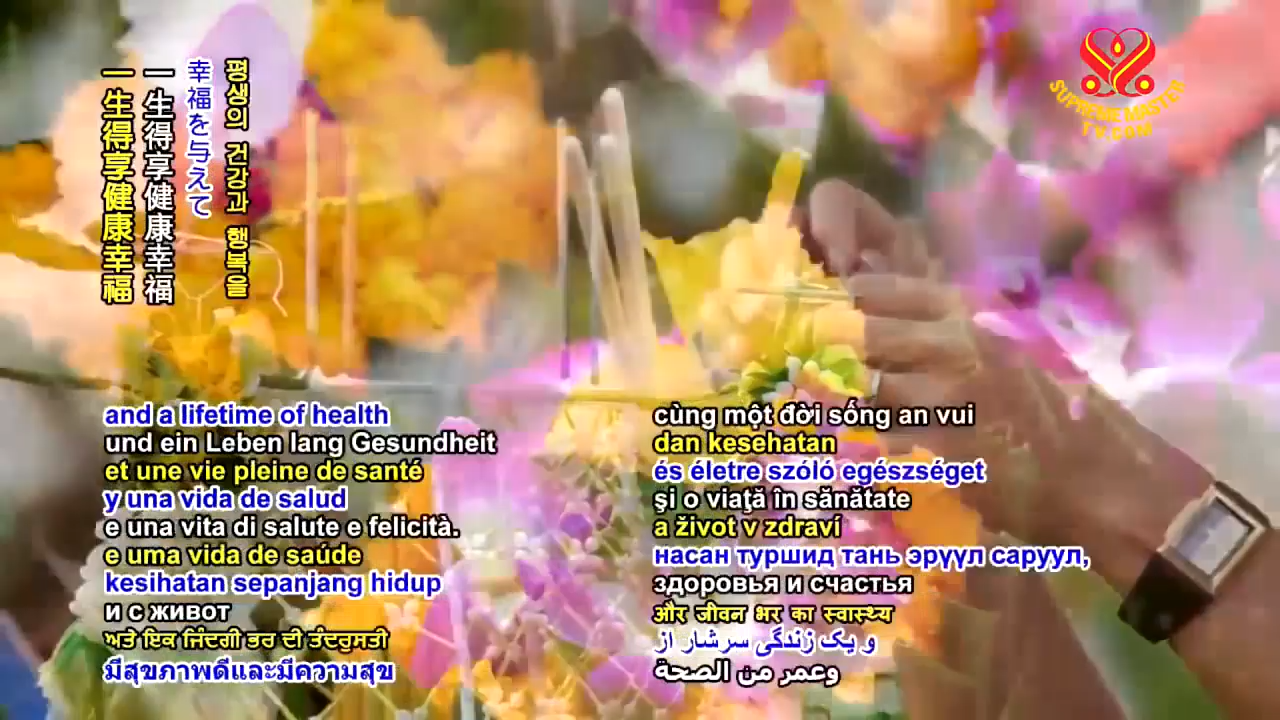 평생의 건강과 행복을
幸福を与えて
一生得享健康幸福
一生得享健康幸福
SUPREME MASTER
TV.COM
and a lifetime of health
und ein Leben lang Gesundheit
et une vie pleine de santé
y una vida de salud
e una vita di salute e felicità.
e uma vida de saúde
kesihatan sepanjang hidup
и с живот
ਅਤੇ ਇਕ ਜਿੰਦਗੀ ਭਰ ਦੀ ਤੰਦਰੁਸਤੀ
มีสุขภาพดีและมีความสุข
cùng một đời sống an vui
dan kesehatan
és életre szóló egészséget
şi o viaţă în sănătate
a život v zdraví
насан туршид тань эрүүл саруул,
здоровья и счастья
और जीवन भर का स्वास्थ्य
و یک زندگی سرشار از
وعمر من الصحة